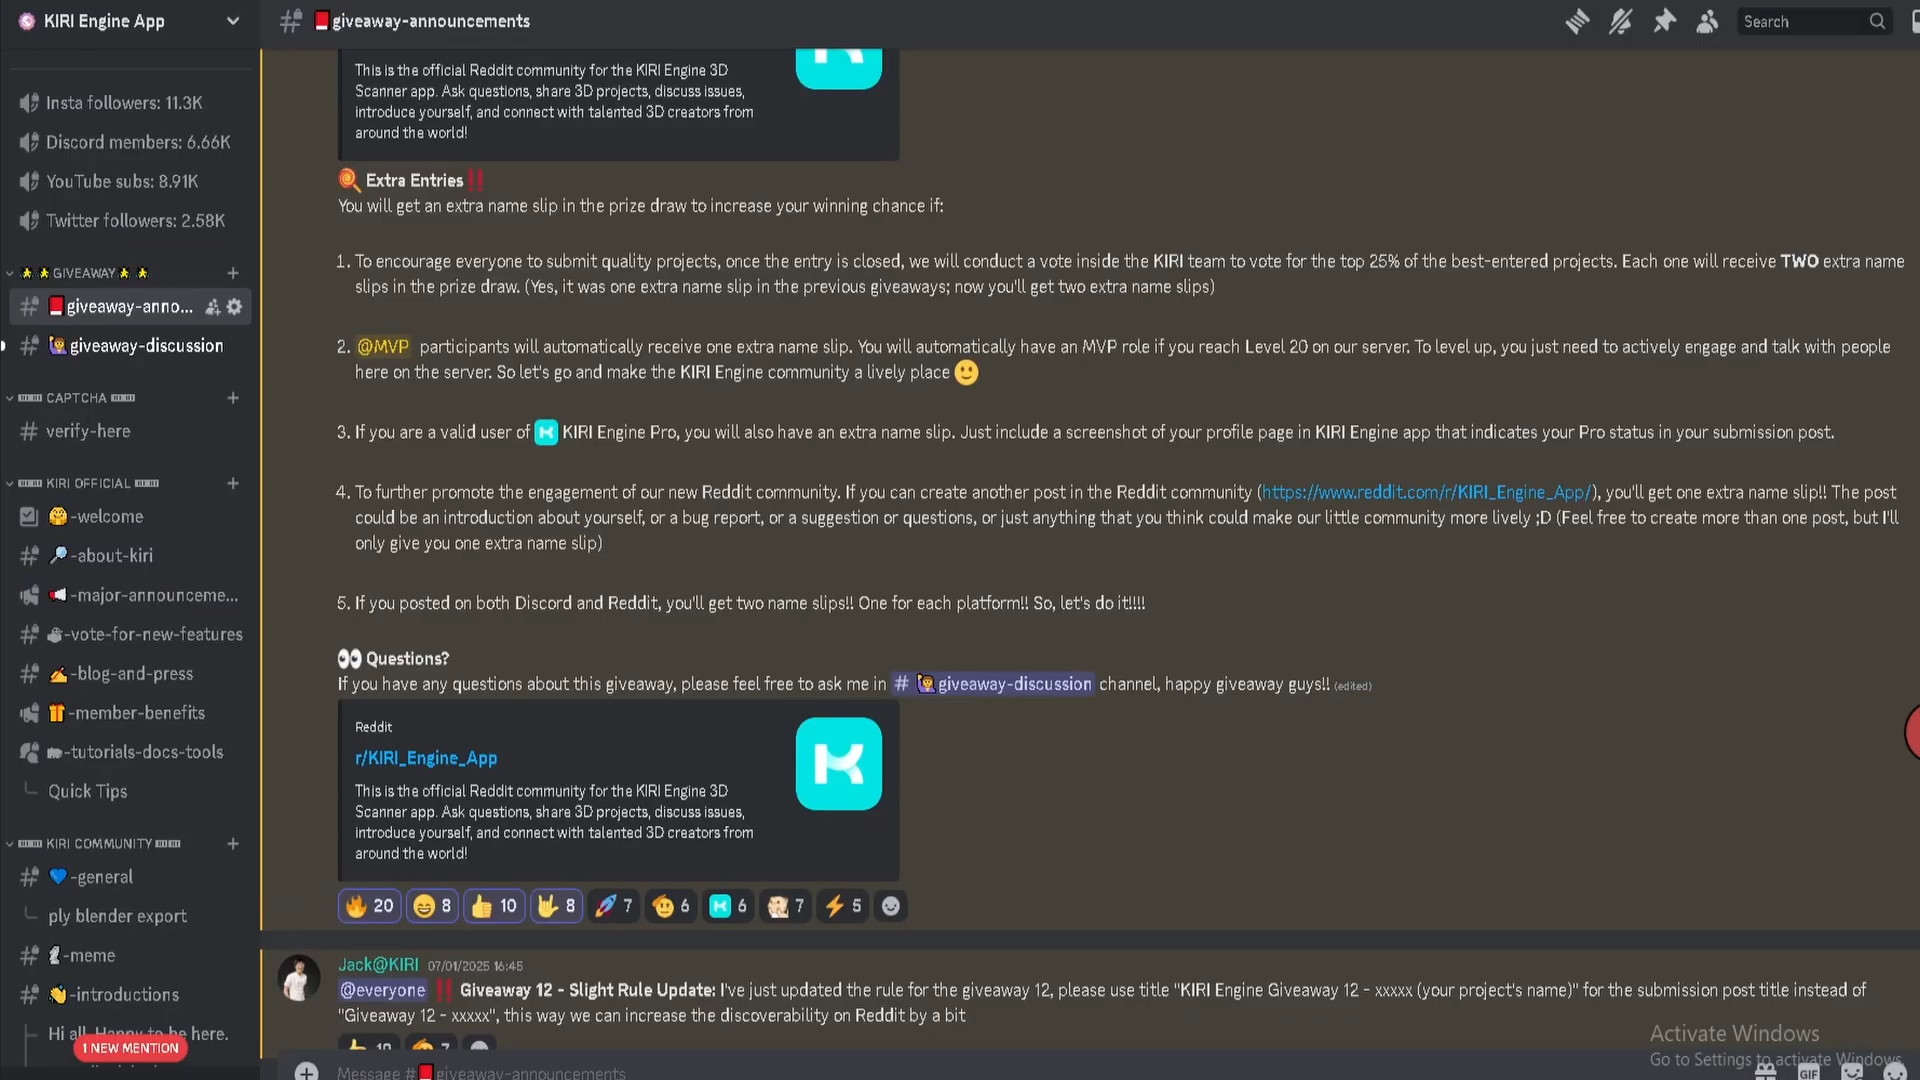 KIRI Engine App
giveaway-announcements
Search
Insta followers: 11.3K
Discord members: 6.66K
YouTube subs: 8.91K
Twitter followers: 2.58K
GIVEAWAY
giveaway-anno...
giveaway-discussion
CAPTCHA
verify-here
KIRI OFFICIAL
-welcome
-about-kiri
-major-announceme...
-vote-for-new-features
-blog-and-press
-member-benefits
-tutorials-docs-tools
Quick Tips
KIRI COMMUNITY
-general
ply blender export
-meme
-introductions
Hi all, Happy to be here.
1 NEW MENTION
This is the official Reddit community for the KIRI Engine 3D
Scanner app. Ask questions, share 3D projects, discuss issues,
introduce yourself, and connect with talented 3D creators from
around the world!
Extra Entries‼
You will get an extra name slip in the prize draw to increase your winning chance if:
1. To encourage everyone to submit quality projects, once the entry is closed, we will conduct a vote inside the KIRI team to vote for the top 25% of the best-entered projects. Each one will receive TWO extra name
slips in the prize draw. (Yes, it was one extra name slip in the previous giveaways; now you'll get two extra name slips)
2. @MVP participants will automatically receive one extra name slip. You will automatically have an MVP role if you reach Level 20 on our server. To level up, you just need to actively engage and talk with people
here on the server. So let's go and make the KIRI Engine community a lively place
3. If you are a valid user of KIRI Engine Pro, you will also have an extra name slip. Just include a screenshot of your profile page in KIRI Engine app that indicates your Pro status in your submission post.
4. To further promote the engagement of our new Reddit community. If you can create another post in the Reddit community (https://www.reddit.com/r/KIRI_Engine_App/), you'll get one extra name slip!! The post
could be an introduction about yourself, or a bug report, or a suggestion or questions, or just anything that you think could make our little community more lively ;D (Feel free to create more than one post, but I'll
only give you one extra name slip)
5. If you posted on both Discord and Reddit, you'll get two name slips!! One for each platform!! So, let's do it!!!!
Questions?
If you have any questions about this giveaway, please feel free to ask me in # giveaway-discussion channel, happy giveaway guys!! (edited)
Reddit
r/KIRI_Engine_App
This is the official Reddit community for the KIRI Engine 3D
Scanner app. Ask questions, share 3D projects, discuss issues,
introduce yourself, and connect with talented 3D creators from
around the world!
20 8 10 8 7 6 6 7 5
Jack@KIRI 07/01/2025 16:45
@everyone ‼ Giveaway 12 - Slight Rule Update: I've just updated the rule for the giveaway 12, please use title "KIRI Engine Giveaway 12 - xxxxx (your project's name)" for the submission post title instead of
"Giveaway 12 - xxxxx", this way we can increase the discoverability on Reddit by a bit
Message # giveaway-announcements
GIF
Activate Windows
Go to Settings to activate Windows.